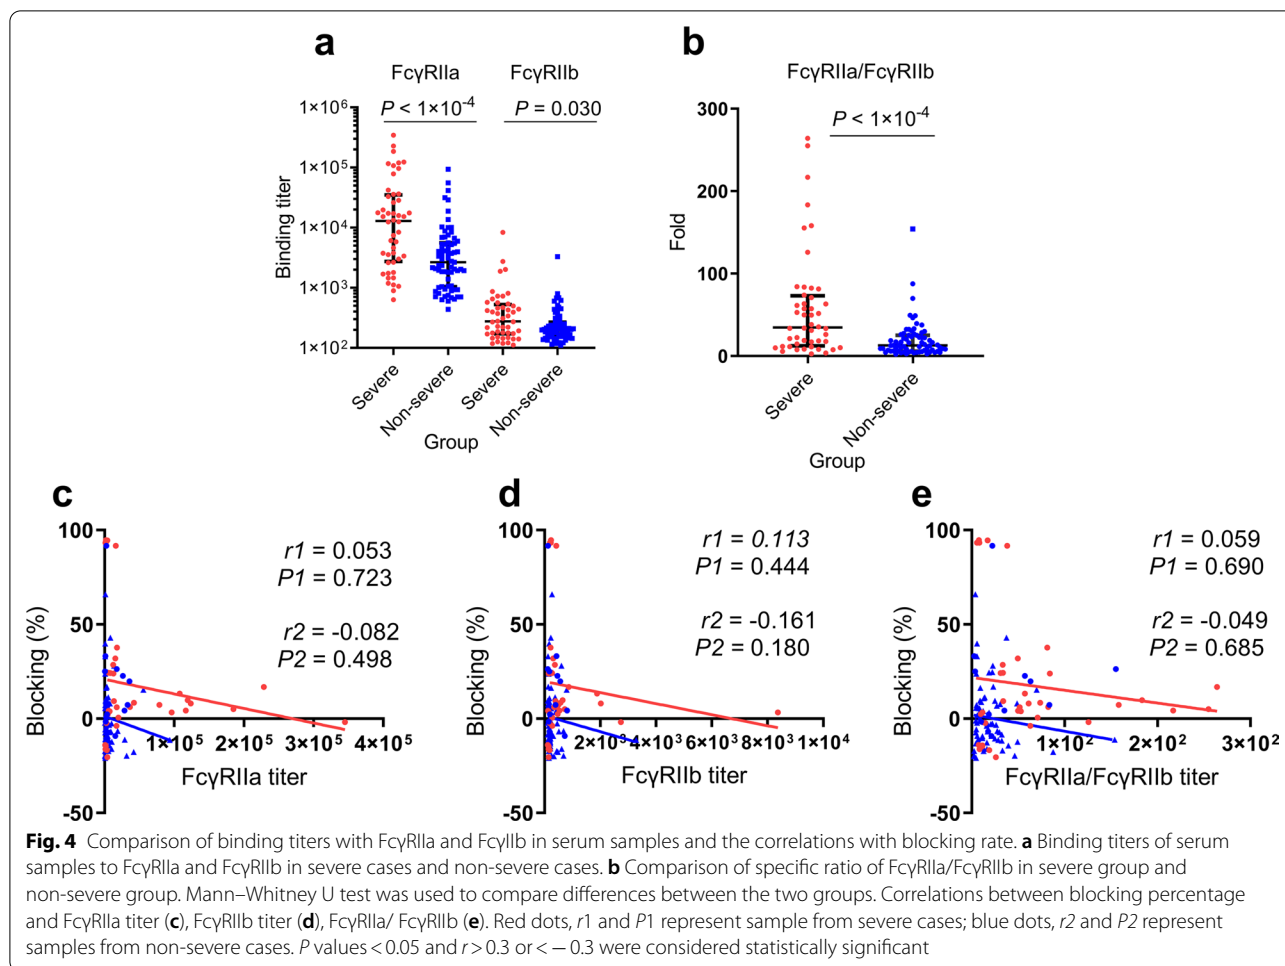 a
FcγRIIa FcγRIIb
P < 1×10⁻⁴ P = 0.030
1×10⁶
1×10⁵
1×10⁴
1×10³
1×10²
Binding titer
Severe Non-severe Severe Non-severe
Group
b
FcγRIIa/FcγRIIb
P < 1×10⁻⁴
300
200
100
0
Fold
Severe Non-severe
Group
c
100
50
0
-50
Blocking (%)
r1 = 0.053
P1 = 0.723
r2 = -0.082
P2 = 0.498
1×10⁵ 2×10⁵ 3×10⁵ 4×10⁵
FcγRIIa titer
d
100
50
0
-50
Blocking (%)
r1 = 0.113
P1 = 0.444
r2 = -0.161
P2 = 0.180
2×10³ 4×10³ 6×10³ 8×10³ 1×10⁴
FcγRIIb titer
e
100
50
0
-50
Blocking (%)
r1 = 0.059
P1 = 0.690
r2 = -0.049
P2 = 0.685
1×10² 2×10² 3×10²
FcγRIIa/FcγRIIb titer
Fig. 4 Comparison of binding titers with FcγRIIa and FcγIIb in serum samples and the correlations with blocking rate. a Binding titers of serum
samples to FcγRIIa and FcγRIIb in severe cases and non-severe cases. b Comparison of specific ratio of FcγRIIa/FcγRIIb in severe group and
non-severe group. Mann–Whitney U test was used to compare differences between the two groups. Correlations between blocking percentage
and FcγRIIa titer (c), FcγRIIb titer (d), FcγRIIa/ FcγRIIb (e). Red dots, r1 and P1 represent sample from severe cases; blue dots, r2 and P2 represent
samples from non-severe cases. P values < 0.05 and r > 0.3 or < − 0.3 were considered statistically significant